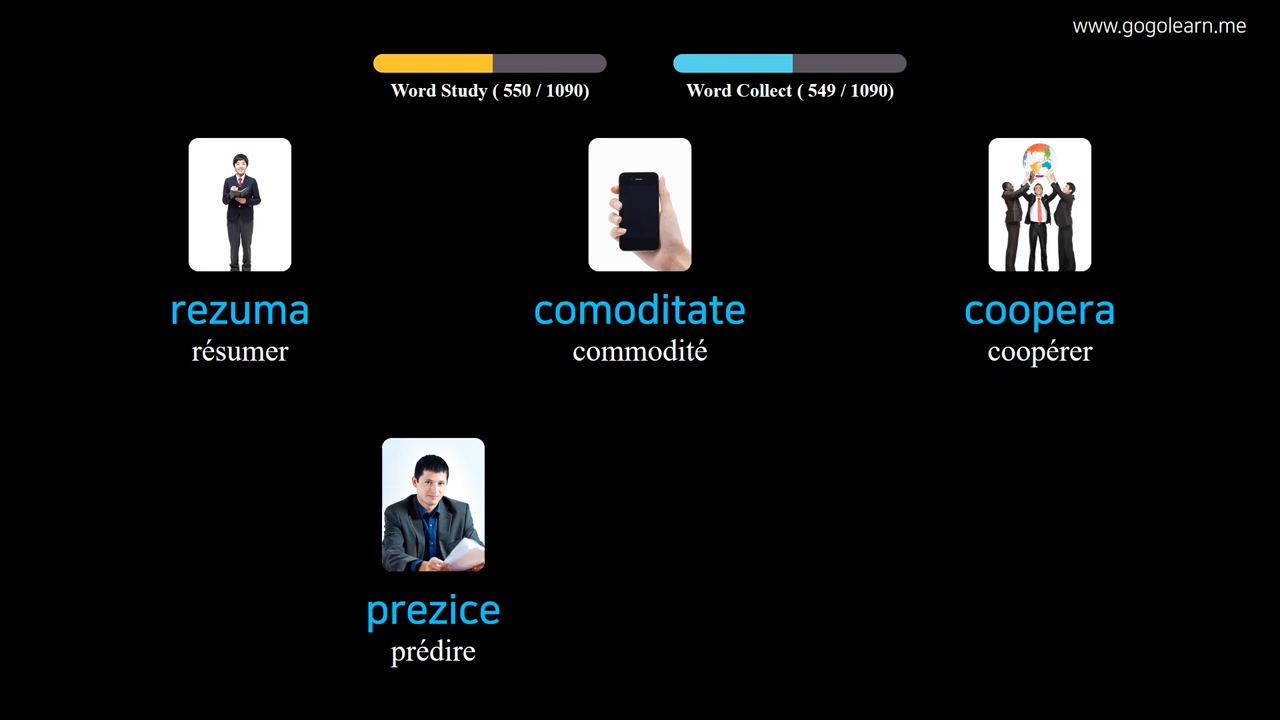 www.gogolearn.me
Word Study ( 550 / 1090)
Word Collect ( 549 / 1090)
rezuma
résumer
comoditate
commodité
coopera
coopérer
prezice
prédire